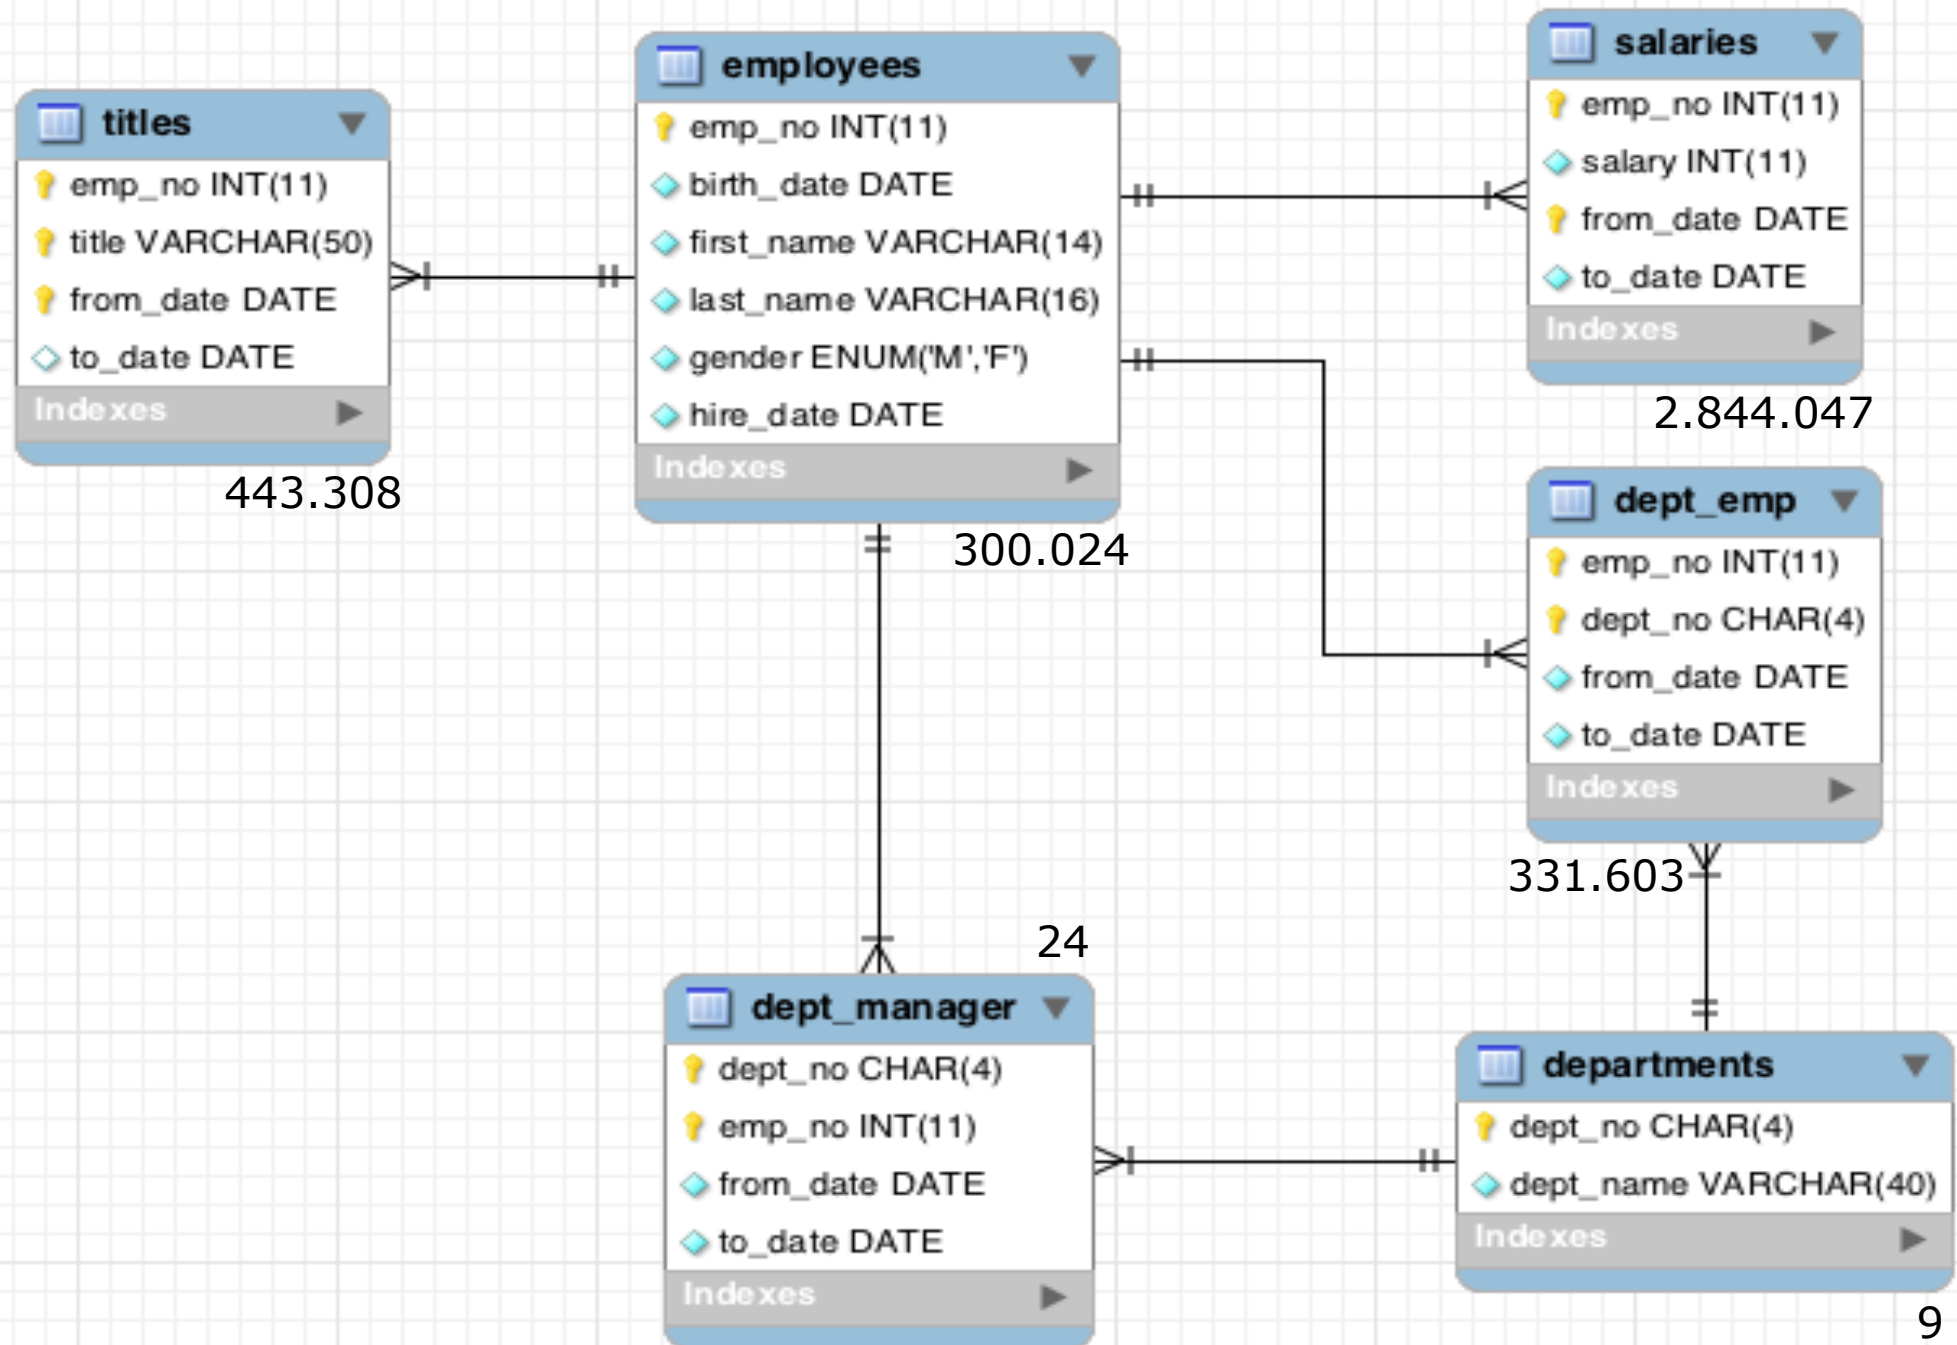 titles
emp_no INT(11)
title VARCHAR(50)
from_date DATE
to_date DATE
Indexes
443.308
employees
emp_no INT(11)
birth_date DATE
first_name VARCHAR(14)
last_name VARCHAR(16)
gender ENUM('M','F')
hire_date DATE
Indexes
300.024
salaries
emp_no INT(11)
salary INT(11)
from_date DATE
to_date DATE
Indexes
2.844.047
dept_emp
emp_no INT(11)
dept_no CHAR(4)
from_date DATE
to_date DATE
Indexes
331.603
24
dept_manager
dept_no CHAR(4)
emp_no INT(11)
from_date DATE
to_date DATE
Indexes
departments
dept_no CHAR(4)
dept_name VARCHAR(40)
Indexes
9